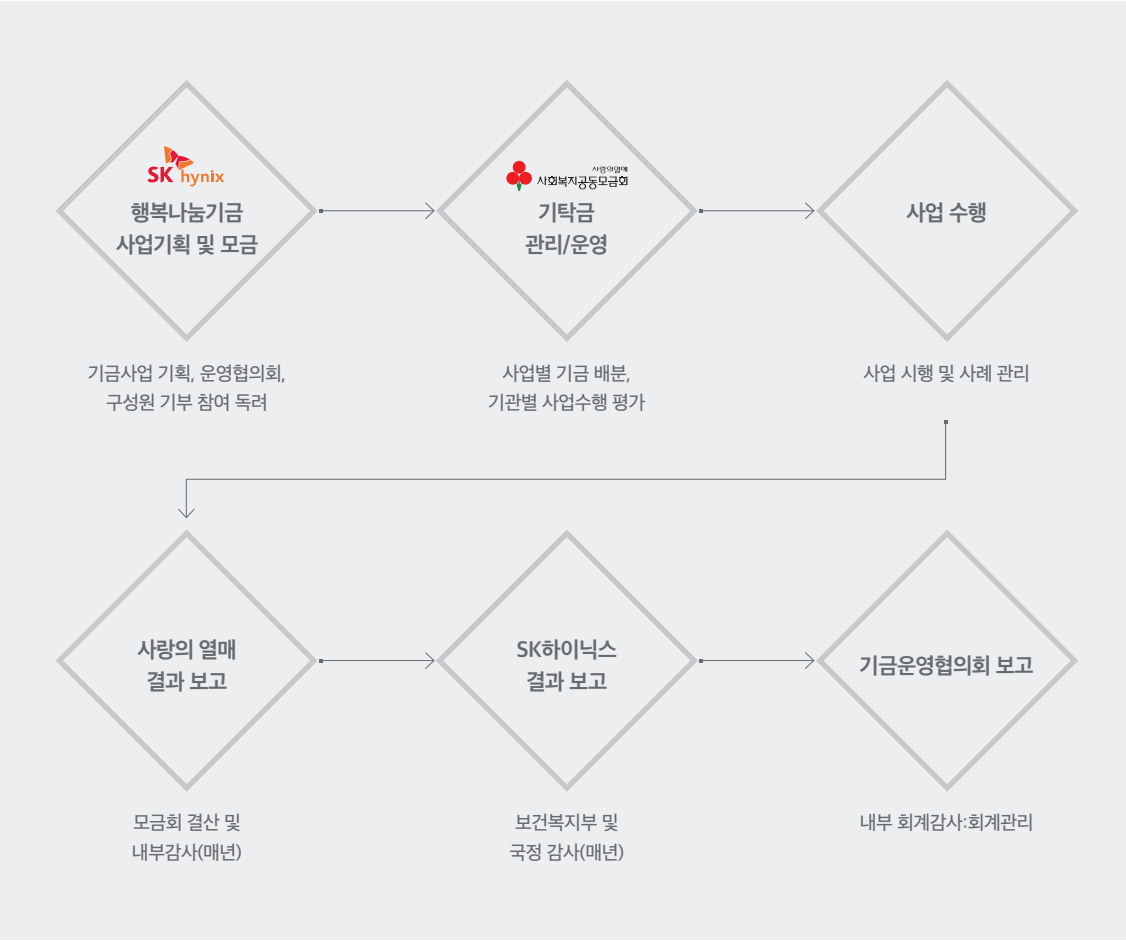 SK hynix
행복나눔기금
사업기획 및 모금
사랑의열매
사회복지공동모금회
기탁금
관리/운영
사업 수행
기금사업 기획, 운영협의회,
구성원 기부 참여 독려
사업별 기금 배분,
기관별 사업수행 평가
사업 시행 및 사례 관리
사랑의 열매
결과 보고
SK하이닉스
결과 보고
기금운영협의회 보고
모금회 결산 및
내부감사(매년)
보건복지부 및
국정 감사(매년)
내부 회계감사:회계관리